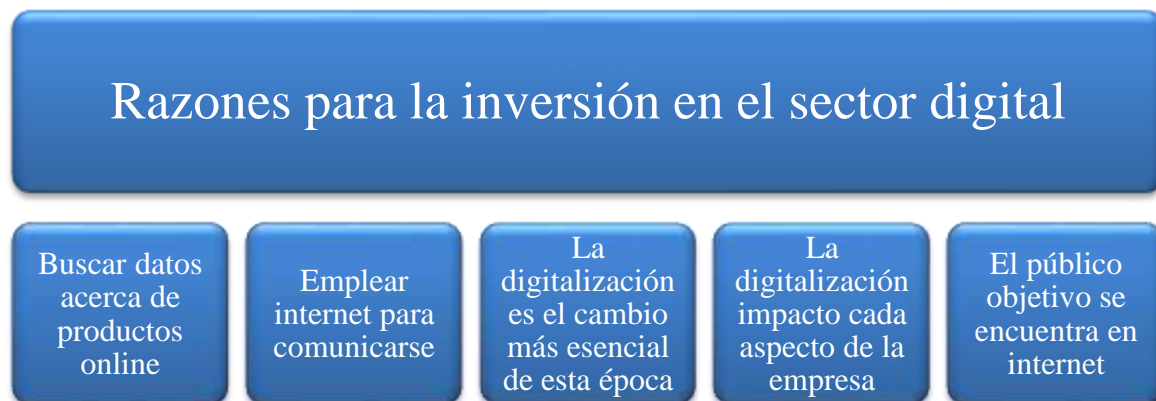 Razones para la inversión en el sector digital
Buscar datos
acerca de
productos
online
Emplear
internet para
comunicarse
La
digitalización
es el cambio
más esencial
de esta época
La
digitalización
impacto cada
aspecto de la
empresa
El público
objetivo se
encuentra en
internet